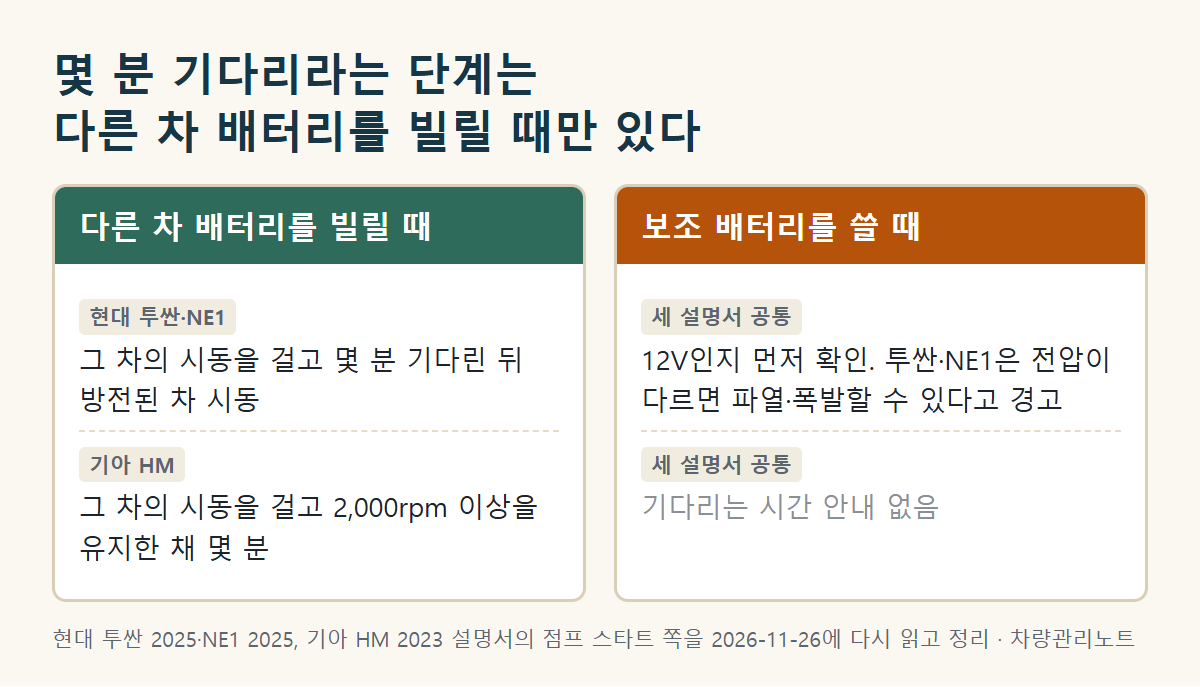 몇 분 기다리라는 단계는
다른 차 배터리를 빌릴 때만 있다
다른 차 배터리를 빌릴 때
현대 투싼·NE1
그 차의 시동을 걸고 몇 분 기다린 뒤
방전된 차 시동
기아 HM
그 차의 시동을 걸고 2,000rpm 이상을
유지한 채 몇 분
보조 배터리를 쓸 때
세 설명서 공통
12V인지 먼저 확인. 투싼·NE1은 전압이
다르면 파열·폭발할 수 있다고 경고
세 설명서 공통
기다리는 시간 안내 없음
현대 투싼 2025·NE1 2025, 기아 HM 2023 설명서의 점프 스타트 쪽을 2026-11-26에 다시 읽고 정리 · 차량관리노트